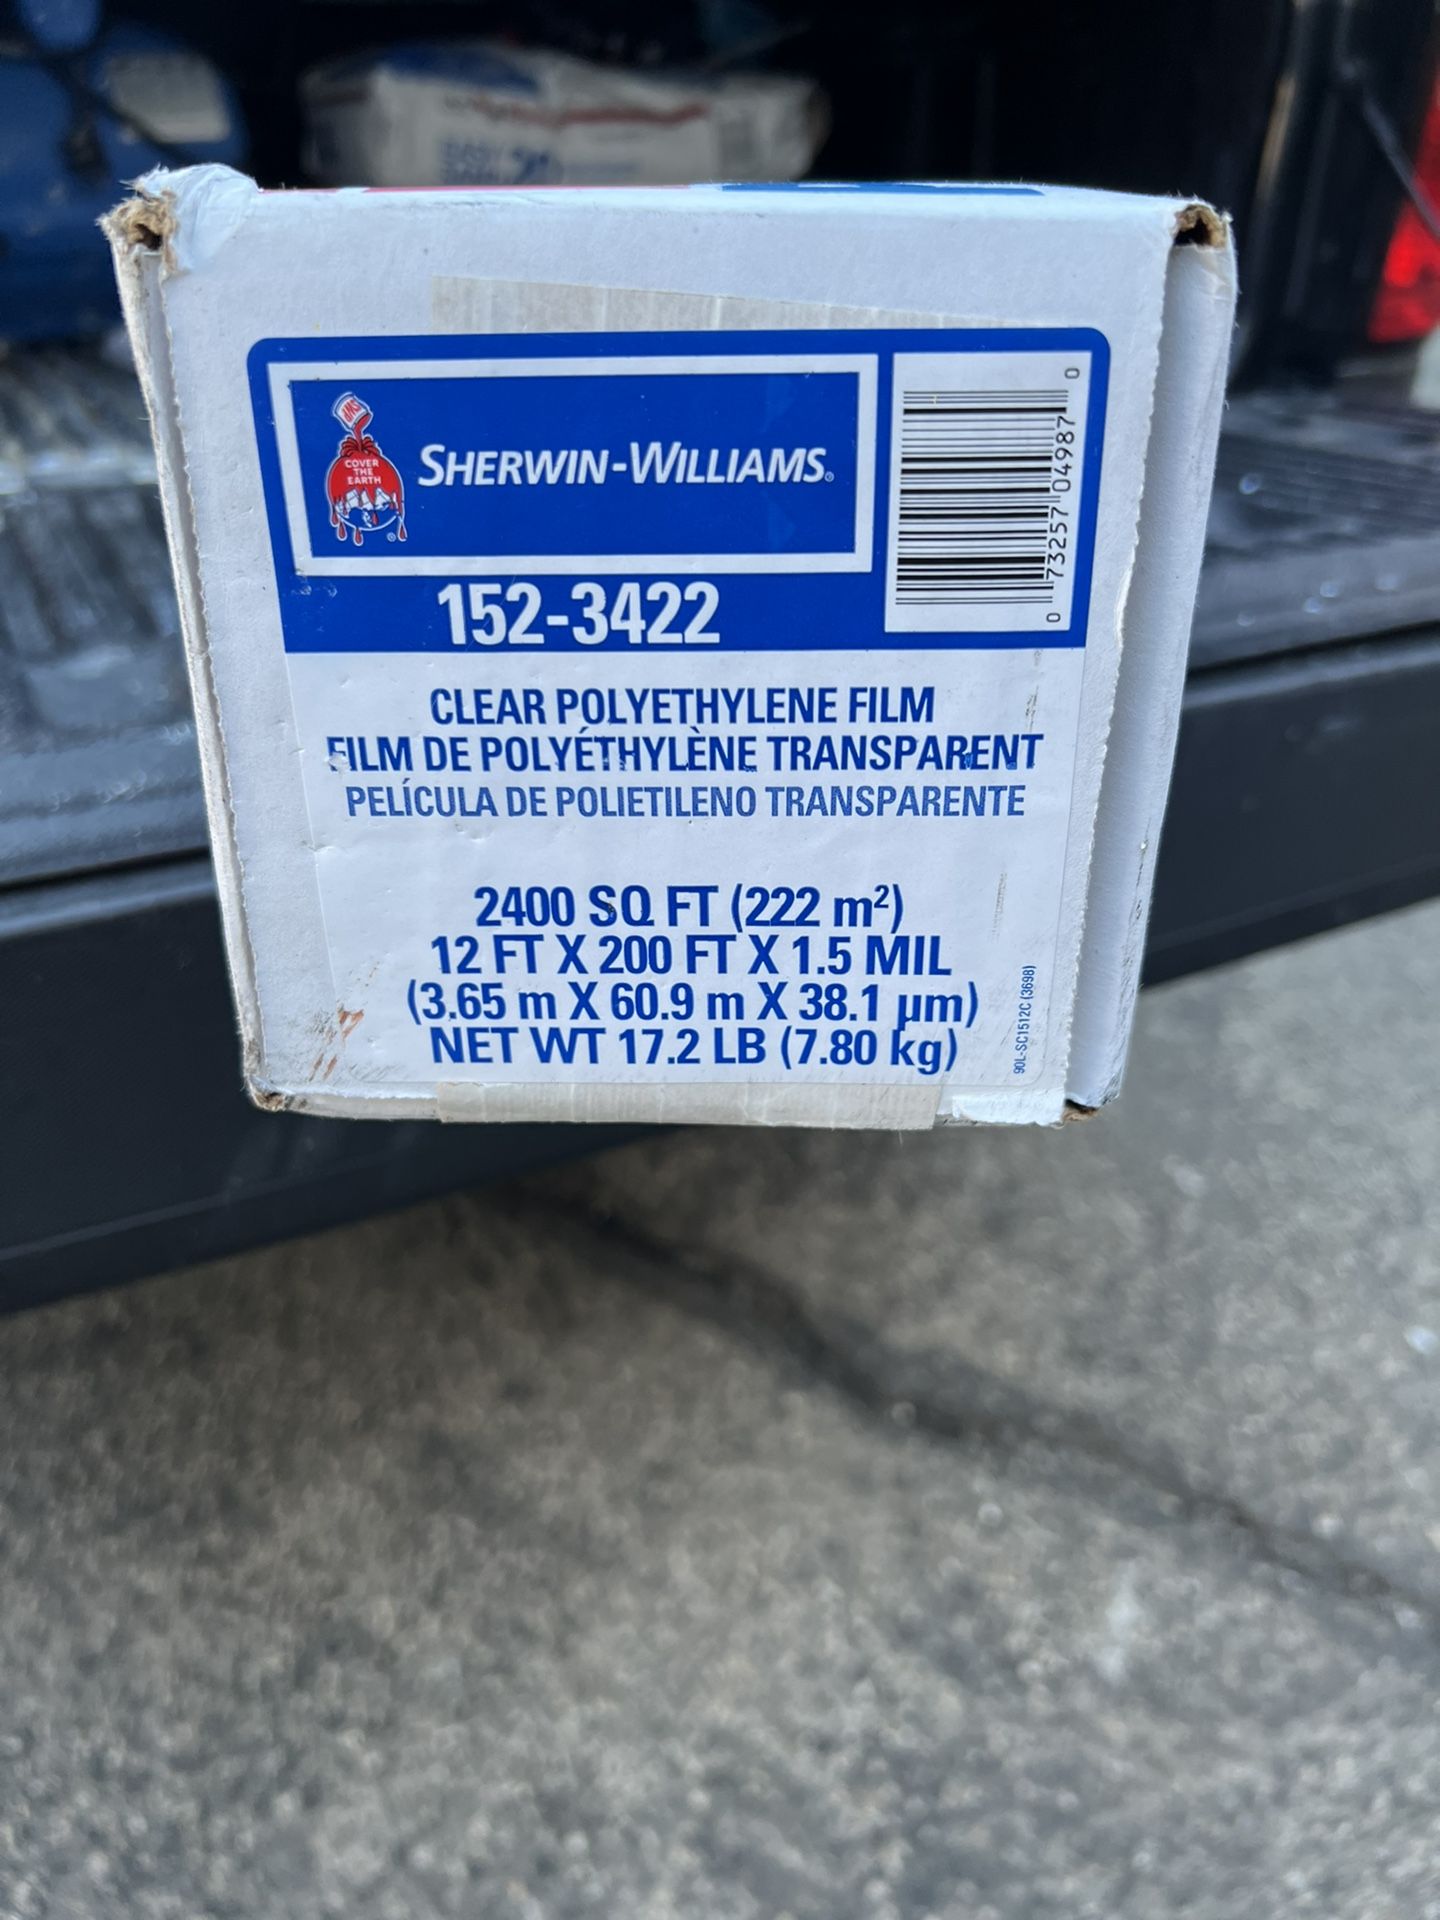 SWP
COVER
THE
EARTH
SHERWIN-WILLIAMS®
152-3422
0 73257 04987 0
CLEAR POLYETHYLENE FILM
FILM DE POLYÉTHYLÈNE TRANSPARENT
PELÍCULA DE POLIETILENO TRANSPARENTE
2400 SQ FT (222 m²)
12 FT X 200 FT X 1.5 MIL
(3.65 m X 60.9 m X 38.1 µm)
NET WT 17.2 LB (7.80 kg)
90L-SC1512C (3698)